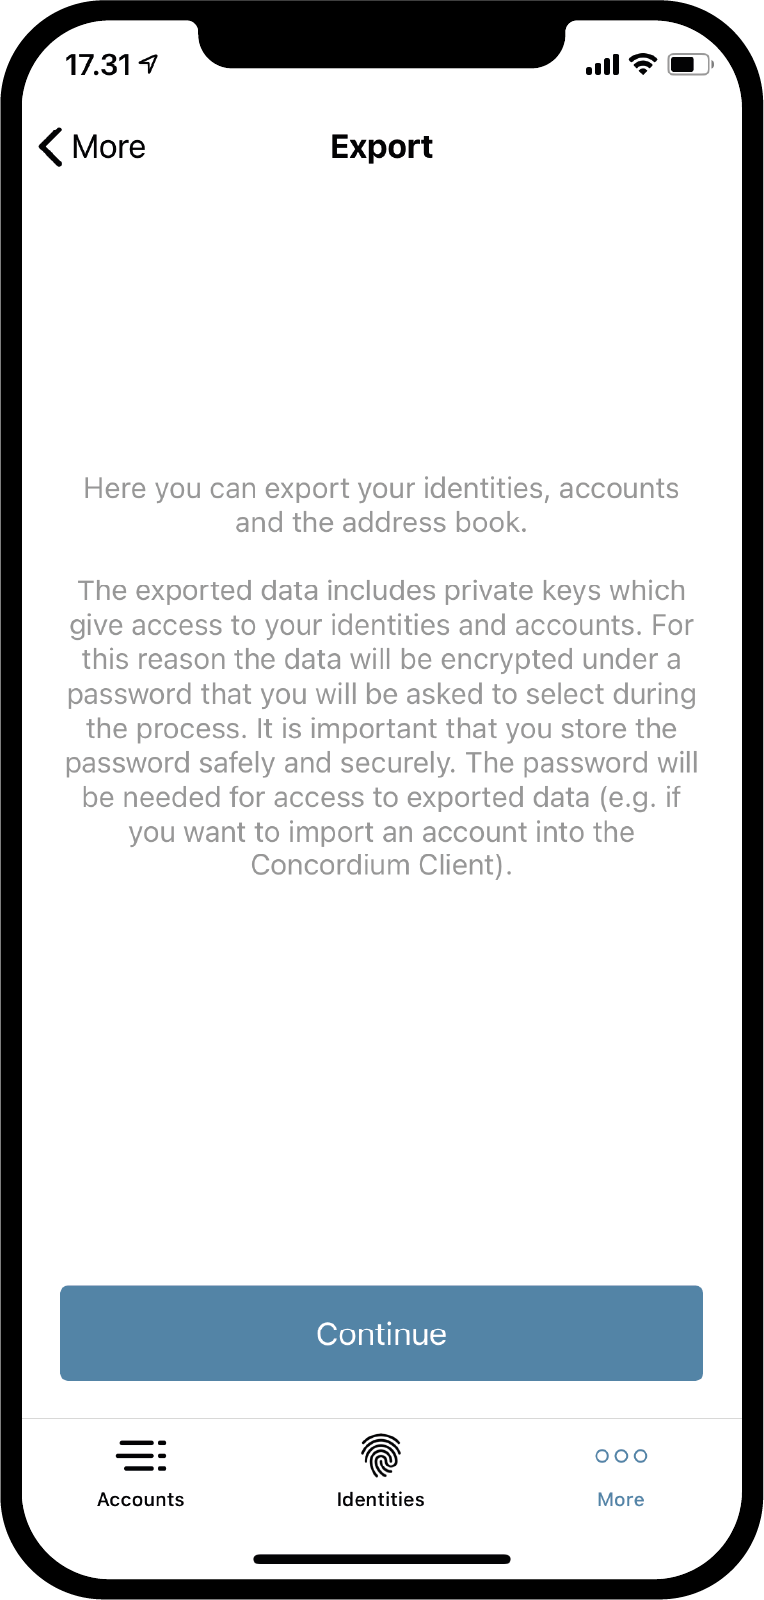 17.31
More
Export
Here you can export your identities, accounts
and the address book.
The exported data includes private keys which
give access to your identities and accounts. For
this reason the data will be encrypted under a
password that you will be asked to select during
the process. It is important that you store the
password safely and securely. The password will
be needed for access to exported data (e.g. if
you want to import an account into the
Concordium Client).
Continue
Accounts
Identities
More